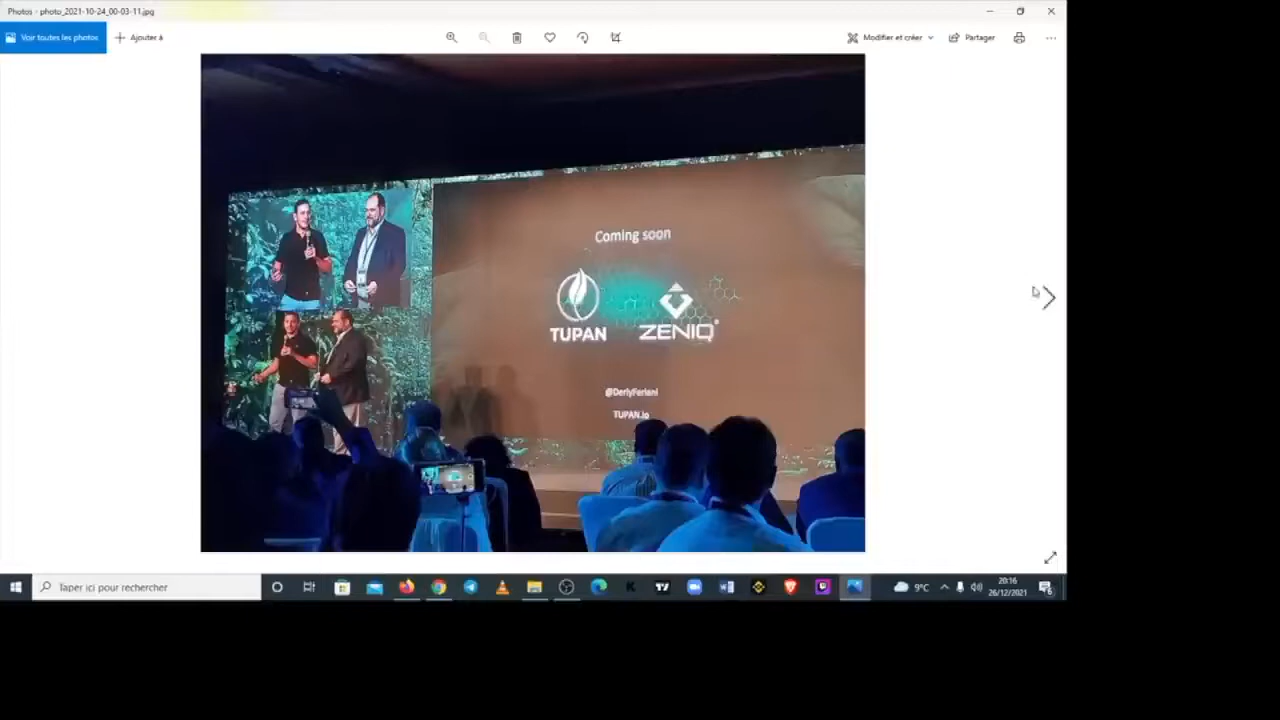 Photos - photo_2021-10-24_00-03-11.jpg
Voir toutes les photos
Ajouter à
Modifier et créer
Partager
Coming soon
TUPAN
ZENIQ
@DerlyFeriani
TUPAN.io
Taper ici pour rechercher
9°C
20:16
26/12/2021